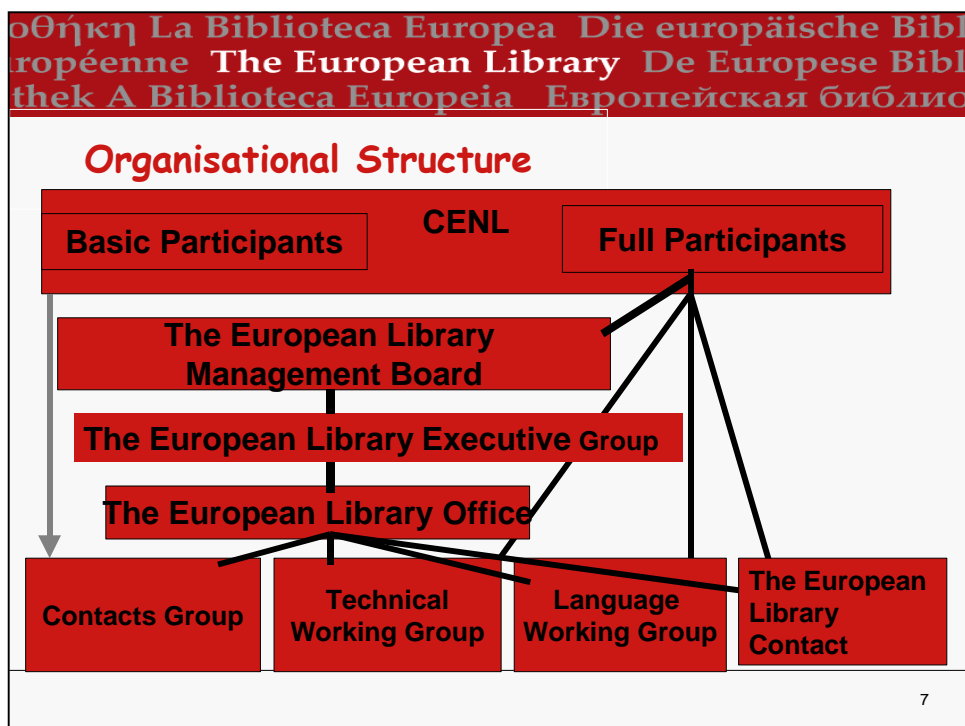 οθήκη La Biblioteca Europea Die europäische Bibl
ropéenne The European Library De Europese Bibl
thek A Biblioteca Europeia Европейская библио
Organisational Structure
CENL
Basic Participants
Full Participants
The European Library
Management Board
The European Library Executive Group
The European Library Office
Contacts Group
Technical
Working Group
Language
Working Group
The European
Library
Contact
7